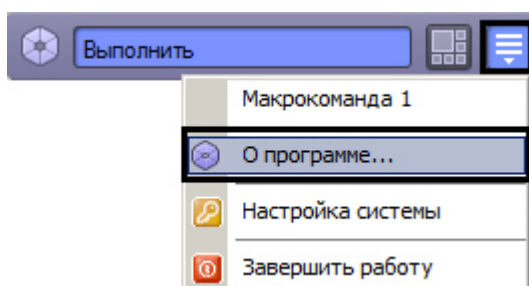 Выполнить
Макрокоманда 1
О программе...
Настройка системы
Завершить работу